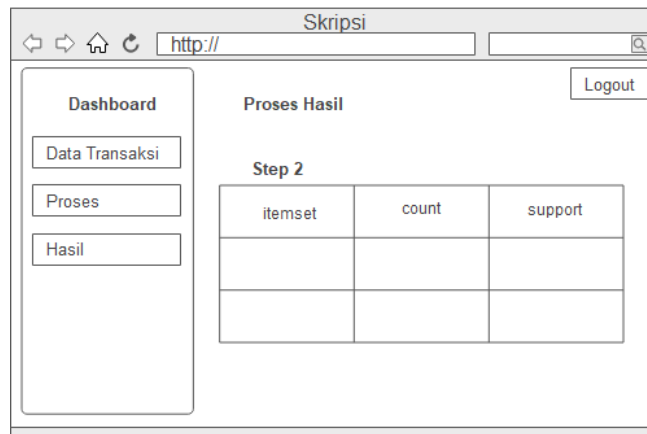 Skripsi
http://
Logout
Dashboard
Proses Hasil
Data Transaksi
Step 2
Proses
itemset count support
Hasil